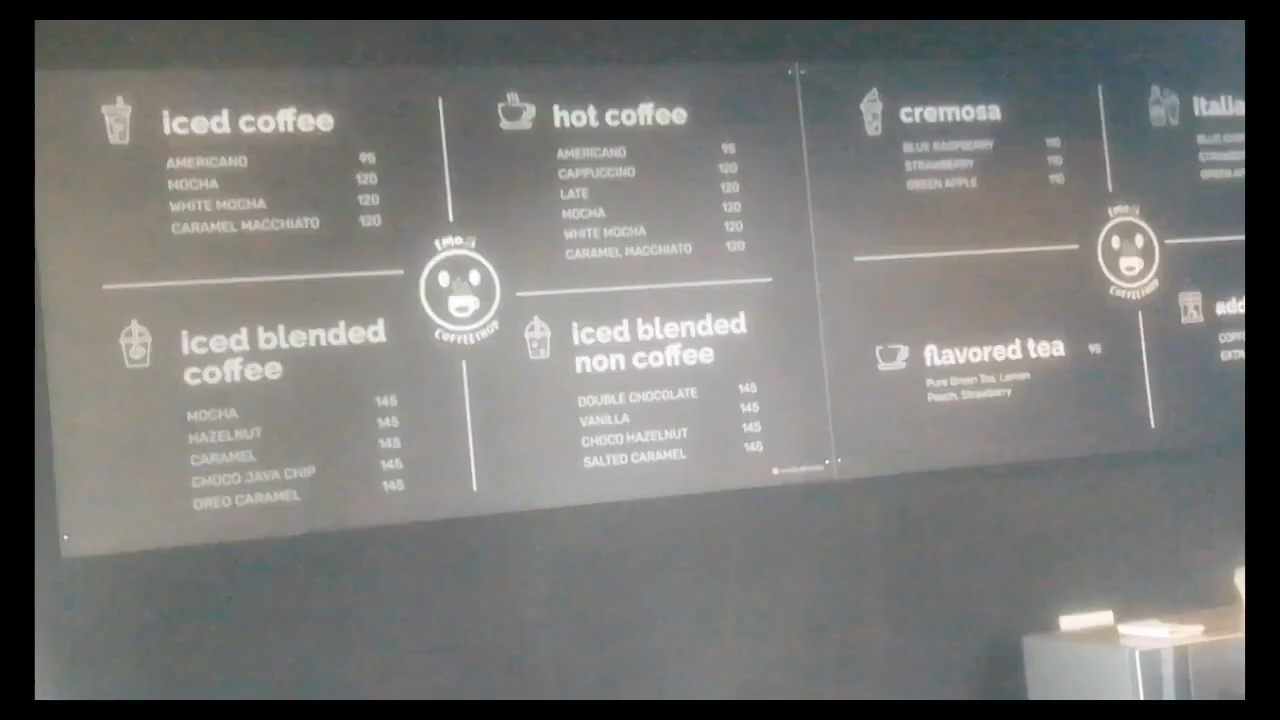 iced coffee
AMERICANO 95
MOCHA 120
WHITE MOCHA 120
CARAMEL MACCHIATO 120
hot coffee
AMERICANO 95
CAPPUCCINO 120
LATE 120
MOCHA 120
WHITE MOCHA 120
CARAMEL MACCHIATO 120
iced blended
coffee
MOCHA 145
HAZELNUT 145
CARAMEL 145
CHOCO JAVA CHIP 145
OREO CARAMEL 145
iced blended
non coffee
DOUBLE CHOCOLATE 145
VANILLA 145
CHOCO HAZELNUT 145
SALTED CARAMEL 145
COFFEESHOP
cremosa
BLUE RASPBERRY 110
STRAWBERRY 110
GREEN APPLE 110
flavored tea 95
Pure Green Tea, Lemon
Peach, Strawberry
COFFEESHOP
Italia
add